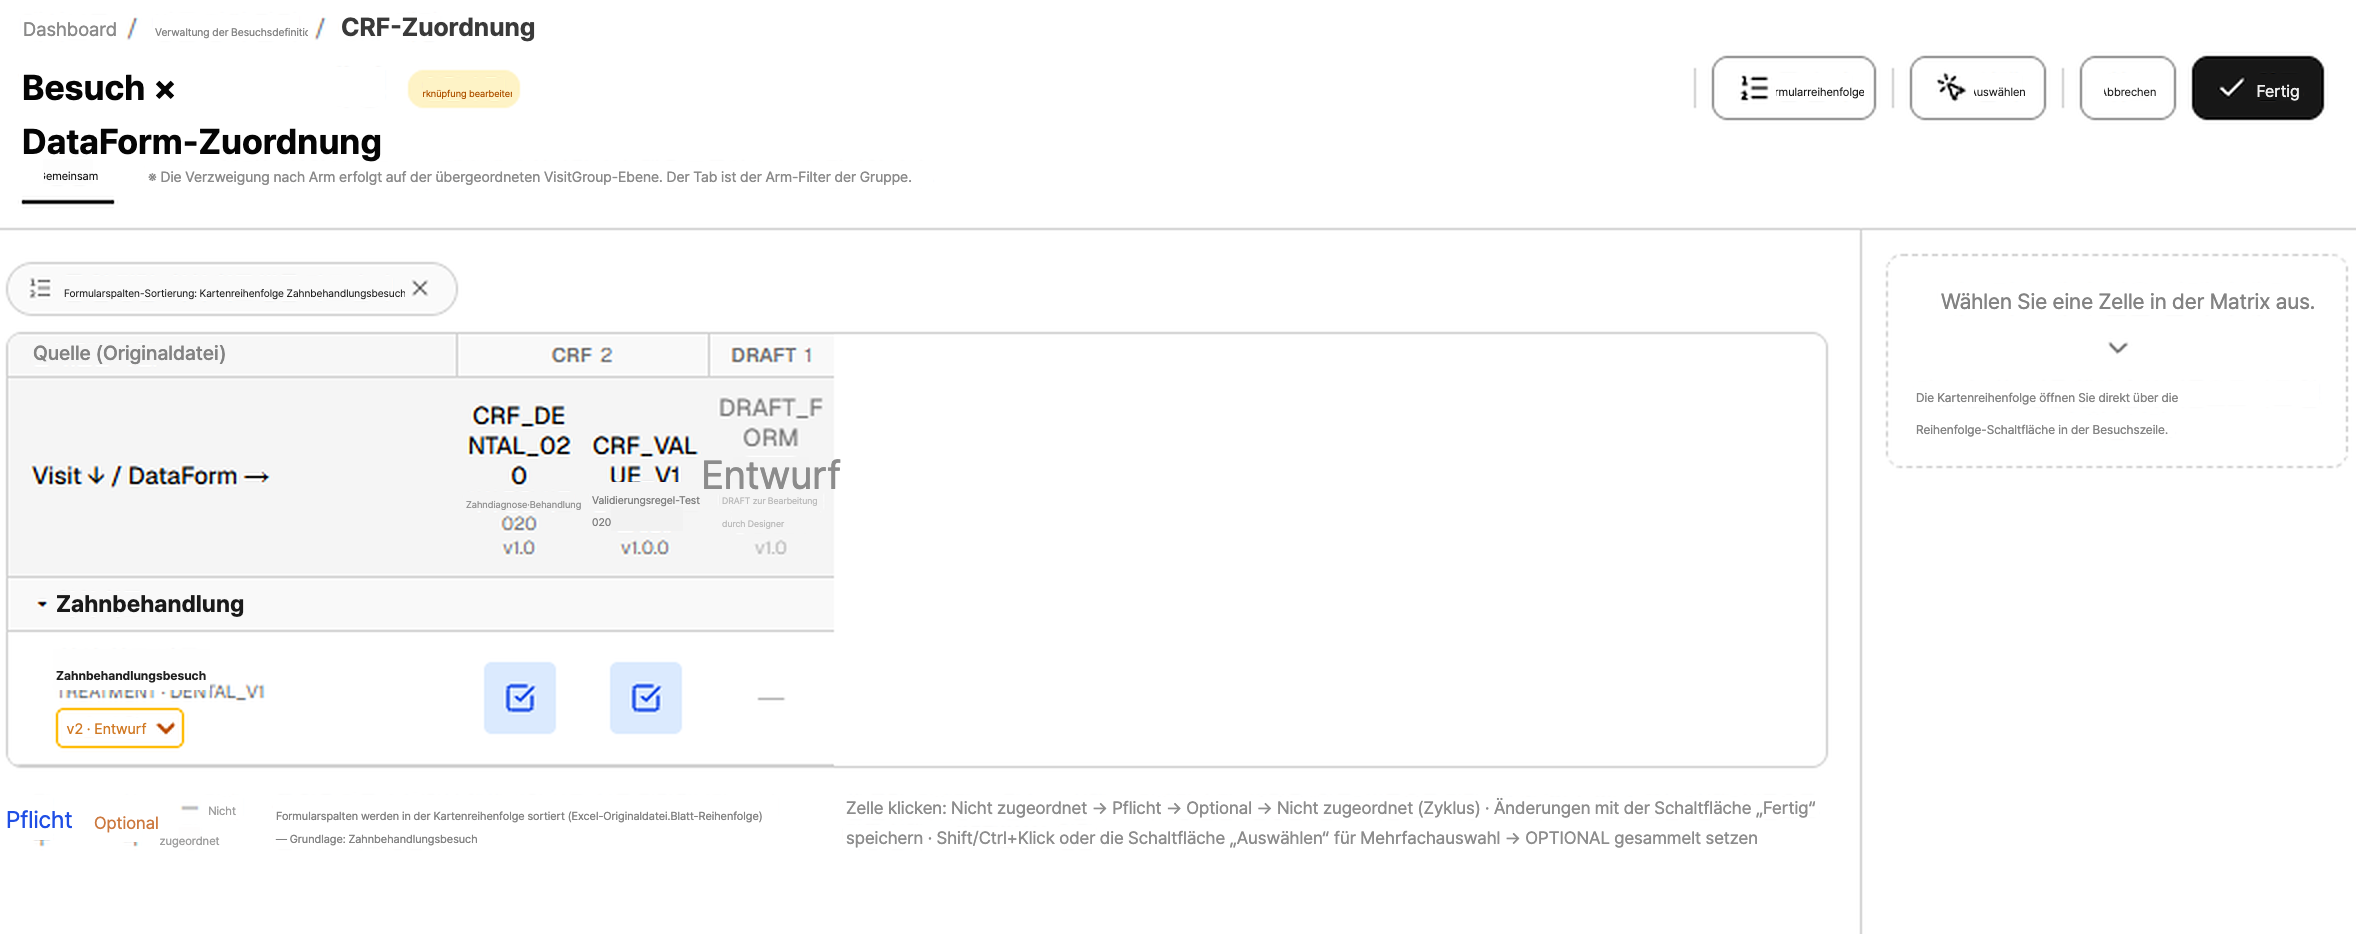 Dashboard / Verwaltung der Besuchsdefinitic / CRF-Zuordnung
Besuch ×
DataForm-Zuordnung
rknüpfung bearbeiten
mularreihenfolge
uswählen
Abbrechen
Fertig
Gemeinsam
※ Die Verzweigung nach Arm erfolgt auf der übergeordneten VisitGroup-Ebene. Der Tab ist der Arm-Filter der Gruppe.
Formularspalten-Sortierung: Kartenreihenfolge Zahnbehandlungsbesuch
Quelle (Originaldatei)
CRF 2
DRAFT 1
Visit ↓ / DataForm →
CRF_DE
NTAL_02
0
Zahndiagnose·Behandlung
020
v1.0
CRF_VAL
UE_V1
Validierungsregel-Test
020
v1.0.0
DRAFT_F
ORM
Entwurf
DRAFT zur Bearbeitung
durch Designer
v1.0
Zahnbehandlung
Zahnbehandlungsbesuch
TREATMENT · DENTAL_V1
v2 · Entwurf
—
Pflicht
Optional
— Nicht
zugeordnet
Formularspalten werden in der Kartenreihenfolge sortiert (Excel-Originaldatei.Blatt-Reihenfolge)
— Grundlage: Zahnbehandlungsbesuch
Zelle klicken: Nicht zugeordnet → Pflicht → Optional → Nicht zugeordnet (Zyklus) · Änderungen mit der Schaltfläche „Fertig“
speichern · Shift/Ctrl+Klick oder die Schaltfläche „Auswählen“ für Mehrfachauswahl → OPTIONAL gesammelt setzen
Wählen Sie eine Zelle in der Matrix aus.
Die Kartenreihenfolge öffnen Sie direkt über die
Reihenfolge-Schaltfläche in der Besuchszeile.